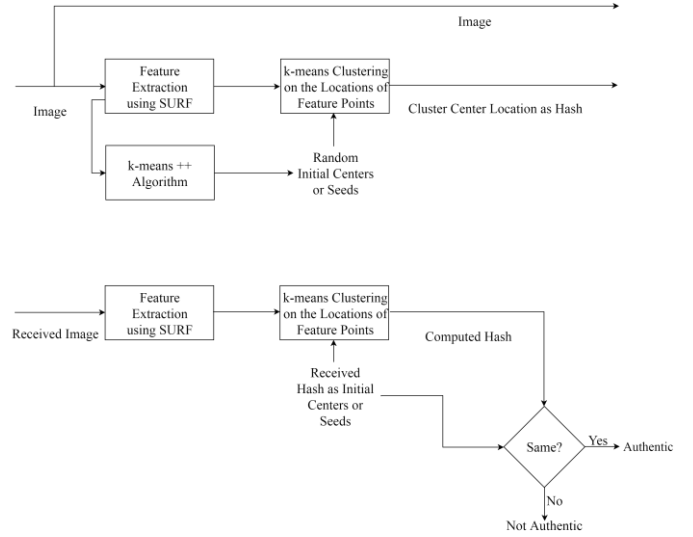 Image
Image
Feature
Extraction
using SURF
k-means Clustering
on the Locations of
Feature Points
Cluster Center Location as Hash
k-means ++
Algorithm
Random
Initial Centers
or Seeds
Received Image
Feature
Extraction
using SURF
k-means Clustering
on the Locations of
Feature Points
Computed Hash
Received
Hash as Initial
Centers or
Seeds
Same?
Yes
Authentic
No
Not Authentic